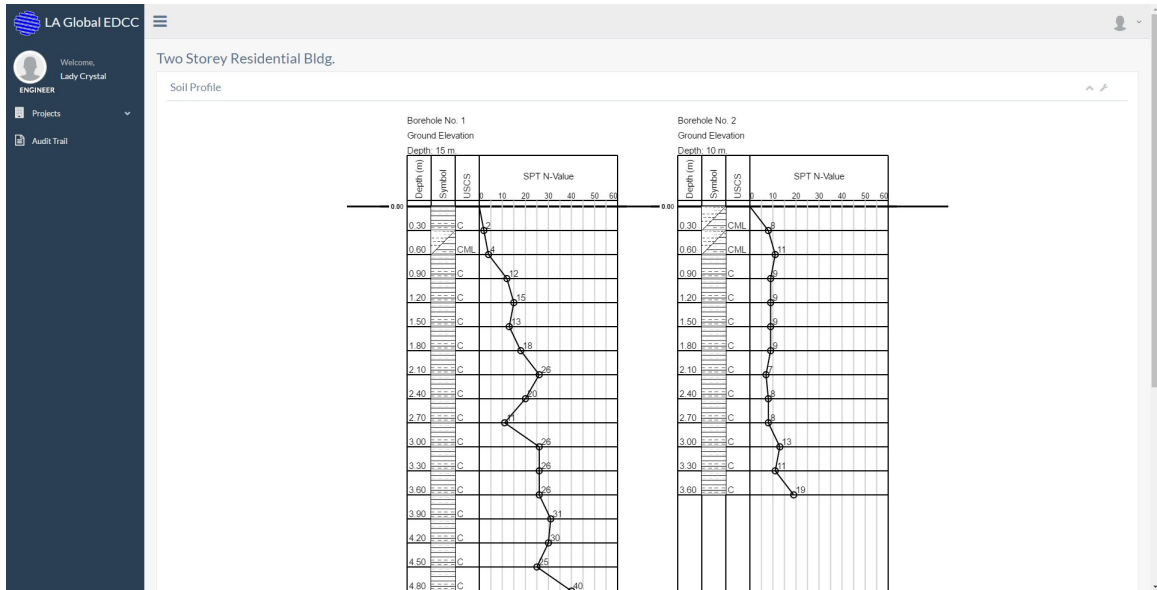 LA Global EDCC
Welcome,
Lady Crystal
ENGINEER
Projects
Audit Trail
Two Storey Residential Bldg.
Soil Profile
Borehole No. 1
Ground Elevation
Depth: 15 m.
Depth (m) Symbol USCS SPT N-Value
0 10 20 30 40 50 60
0.00
0.30 C 2
0.60 CML 4
0.90 C 12
1.20 C 15
1.50 C 13
1.80 C 18
2.10 C 26
2.40 C 20
2.70 C 11
3.00 C 26
3.30 C 26
3.60 C 26
3.90 C 31
4.20 C 30
4.50 C 25
4.80 C 40
Borehole No. 2
Ground Elevation
Depth: 10 m.
Depth (m) Symbol USCS SPT N-Value
0 10 20 30 40 50 60
0.00
0.30 CML 8
0.60 CML 11
0.90 C 9
1.20 C 9
1.50 C 9
1.80 C 9
2.10 C 7
2.40 C 8
2.70 C 8
3.00 C 13
3.30 C 11
3.60 C 19